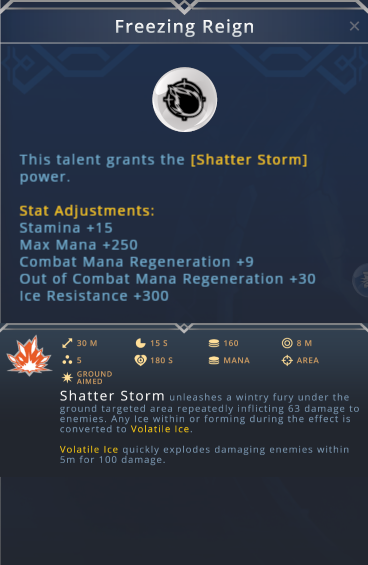 Freezing Reign
This talent grants the [Shatter Storm]
power.
Stat Adjustments:
Stamina +15
Max Mana +250
Combat Mana Regeneration +9
Out of Combat Mana Regeneration +30
Ice Resistance +300
30 M 15 S 160 8 M
5 180 S MANA AREA
GROUND
AIMED
Shatter Storm unleashes a wintry fury under the
ground targeted area repeatedly inflicting 63 damage to
enemies. Any Ice within or forming during the effect is
converted to Volatile Ice.
Volatile Ice quickly explodes damaging enemies within
5m for 100 damage.